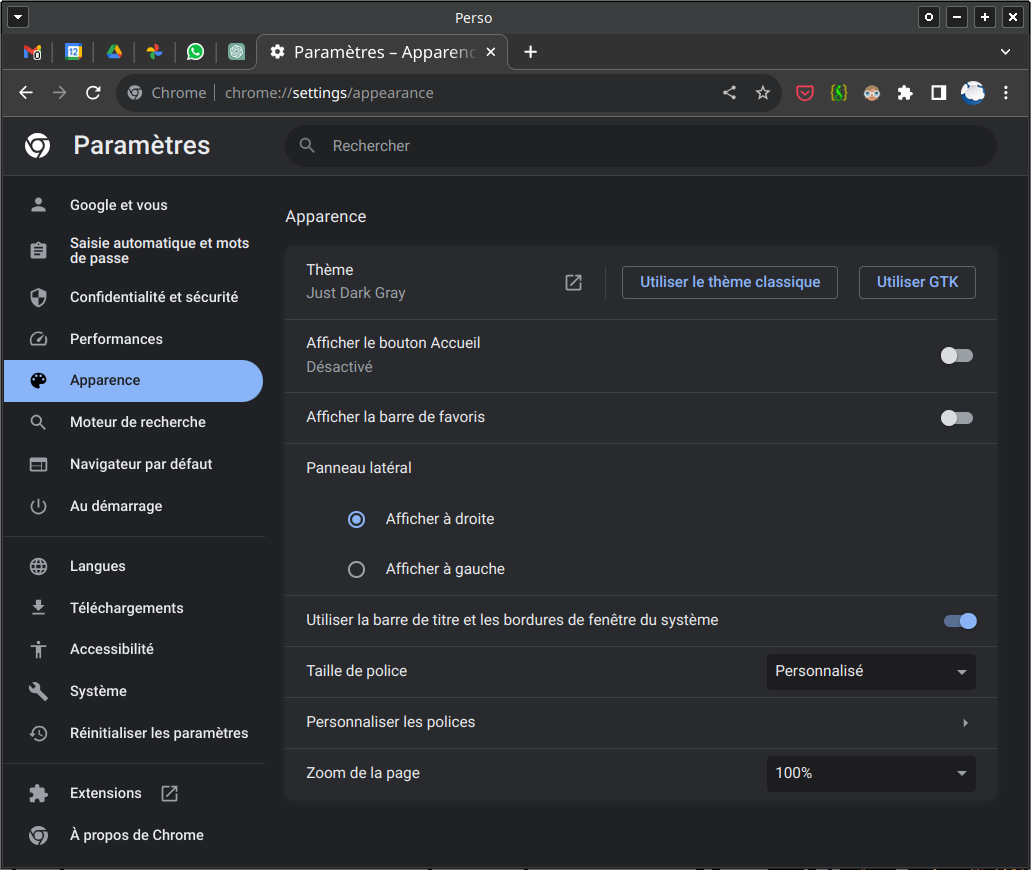 Perso
0
12
Paramètres – Apparenc
Chrome
chrome://settings/appearance
Paramètres
Rechercher
Google et vous
Saisie automatique et mots
de passe
Confidentialité et sécurité
Performances
Apparence
Moteur de recherche
Navigateur par défaut
Au démarrage
Langues
Téléchargements
Accessibilité
Système
Réinitialiser les paramètres
Extensions
À propos de Chrome
Apparence
Thème
Just Dark Gray
Utiliser le thème classique
Utiliser GTK
Afficher le bouton Accueil
Désactivé
Afficher la barre de favoris
Panneau latéral
Afficher à droite
Afficher à gauche
Utiliser la barre de titre et les bordures de fenêtre du système
Taille de police
Personnalisé
Personnaliser les polices
Zoom de la page
100%